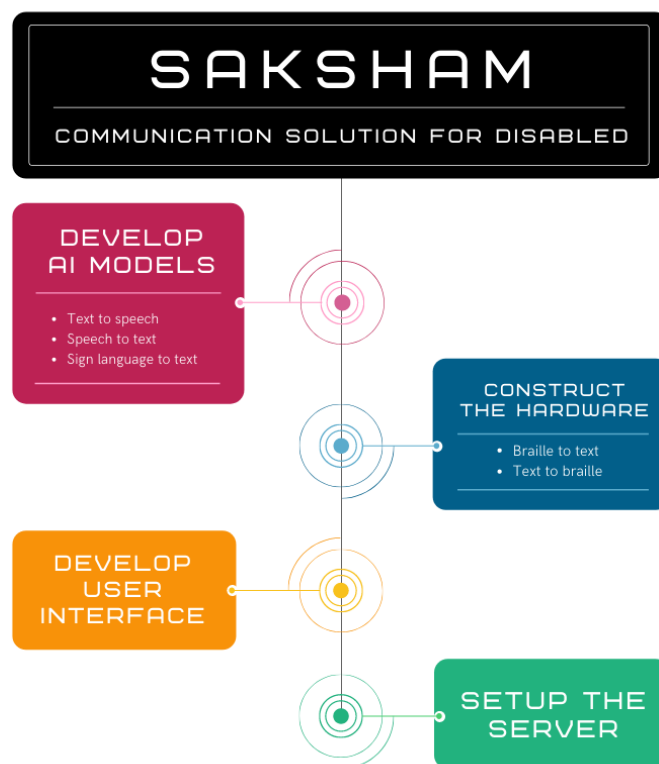 SAKSHAM
COMMUNICATION SOLUTION FOR DISABLED
DEVELOP
AI MODELS
• Text to speech
• Speech to text
• Sign language to text
CONSTRUCT
THE HARDWARE
• Braille to text
• Text to braille
DEVELOP
USER
INTERFACE
SETUP THE
SERVER